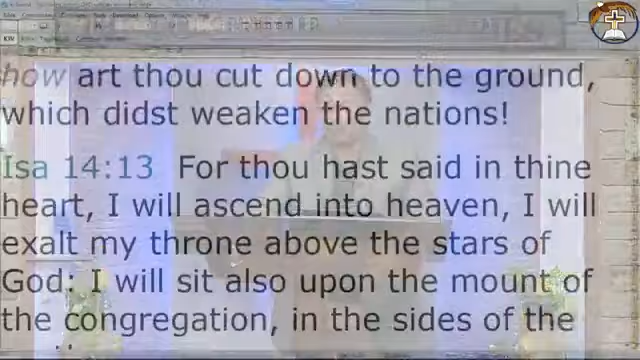 KJV
how art thou cut down to the ground,
which didst weaken the nations!
Isa 14:13 For thou hast said in thine
heart, I will ascend into heaven, I will
exalt my throne above the stars of
God: I will sit also upon the mount of
the congregation, in the sides of the